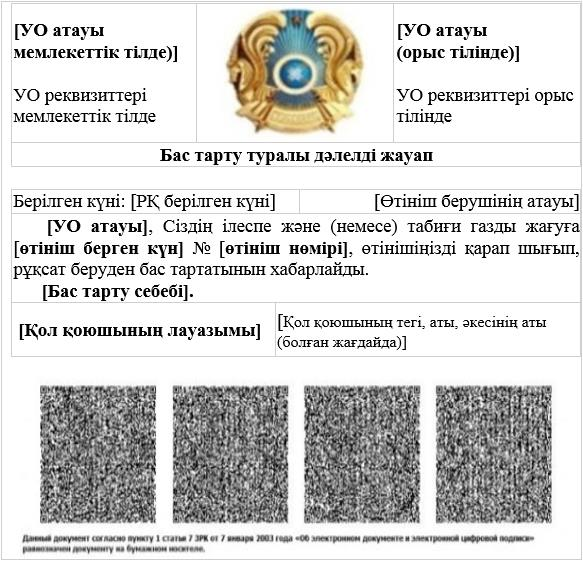 [УО атауы
мемлекеттік тілде)]
УО реквизиттері
мемлекеттік тілде
[УО атауы
(орыс тілінде)]
УО реквизиттері орыс
тілінде
Бас тарту туралы дәлелді жауап
Берілген күні: [РҚ берілген күні]
[Өтініш берушінің атауы]
[УО атауы], Сіздің ілеспе және (немесе) табиғи газды жағуға
[өтініш берген күн] № [өтініш нөмірі], өтінішіңізді қарап шығып,
рұқсат беруден бас тартатынын хабарлайды.
[Бас тарту себебі].
[Қол қоюшының лауазымы]
[Қол қоюшының тегі, аты, әкесінің аты
(болған жағдайда)]
Данный документ согласно пункту 1 статьи 7 ЗРК от 7 января 2003 года «Об электронном документе и электронной цифровой подписи»
равнозначен документу на бумажном носителе.